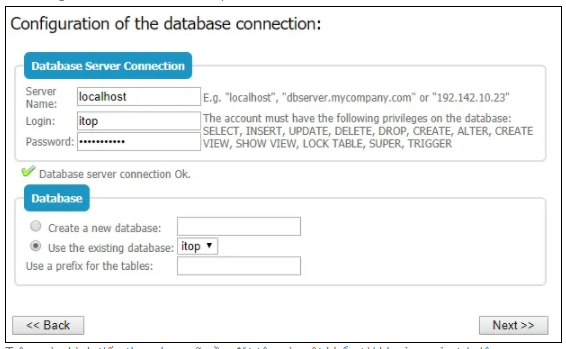 Configuration of the database connection:
Database Server Connection
Server Name: localhost E.g. "localhost", "dbserver.mycompany.com" or "192.142.10.23"
Login: itop The account must have the following privileges on the database:
SELECT, INSERT, UPDATE, DELETE, DROP, CREATE, ALTER, CREATE
Password: ••••••••••• VIEW, SHOW VIEW, LOCK TABLE, SUPER, TRIGGER
Database server connection Ok.
Database
Create a new database:
Use the existing database: itop
Use a prefix for the tables:
<< Back Next >>